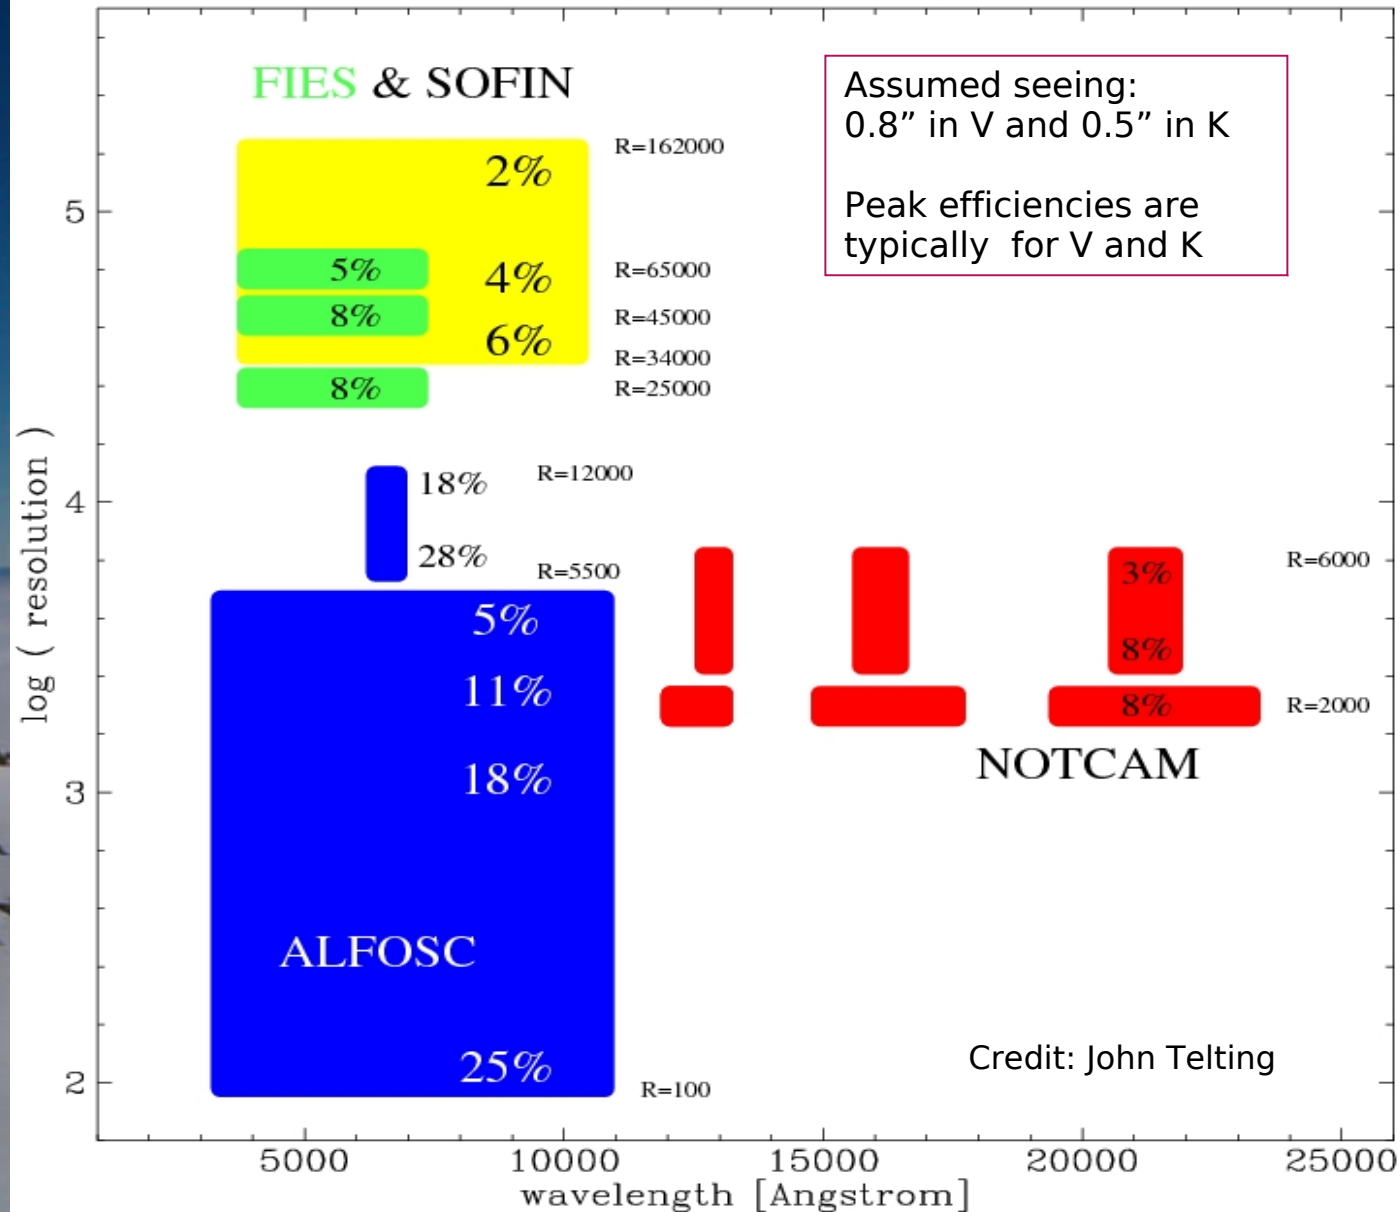 FIES & SOFIN
Assumed seeing:
0.8” in V and 0.5” in K
Peak efficiencies are
typically for V and K
2%
R=162000
5%
4%
R=65000
8%
R=45000
6%
R=34000
8%
R=25000
18%
R=12000
28%
R=5500
5%
11%
18%
ALFOSC
25%
R=100
3%
R=6000
8%
8%
R=2000
NOTCAM
Credit: John Telting
5
4
3
2
log ( resolution )
5000
10000
15000
20000
25000
wavelength [Angstrom]